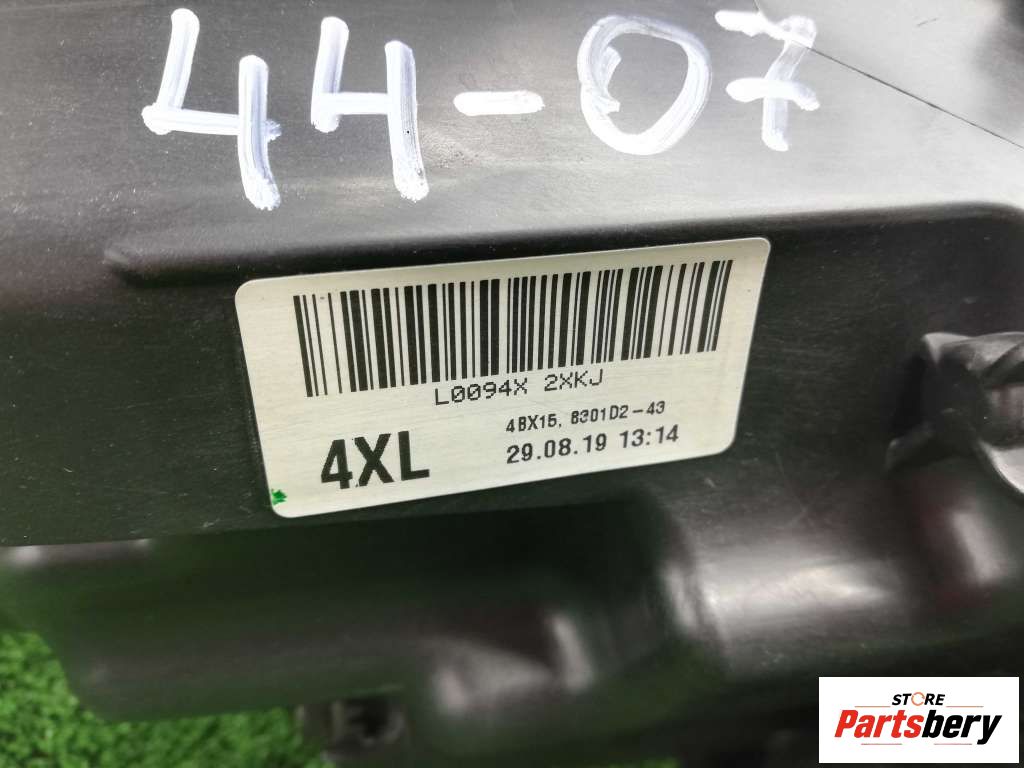 44-07
L0094X 2XKJ
4BX15, 8301D2-43
4XL
29.08.19 13:14
STORE
Partsbery